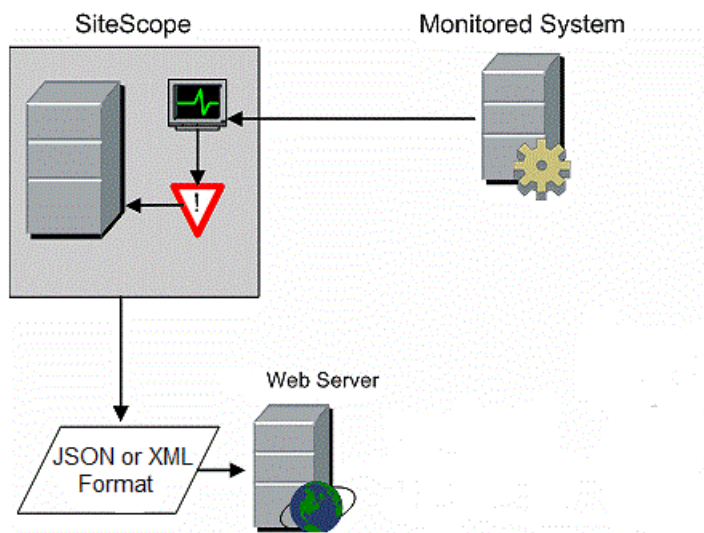 SiteScope
Monitored System
!
Web Server
JSON or XML
Format